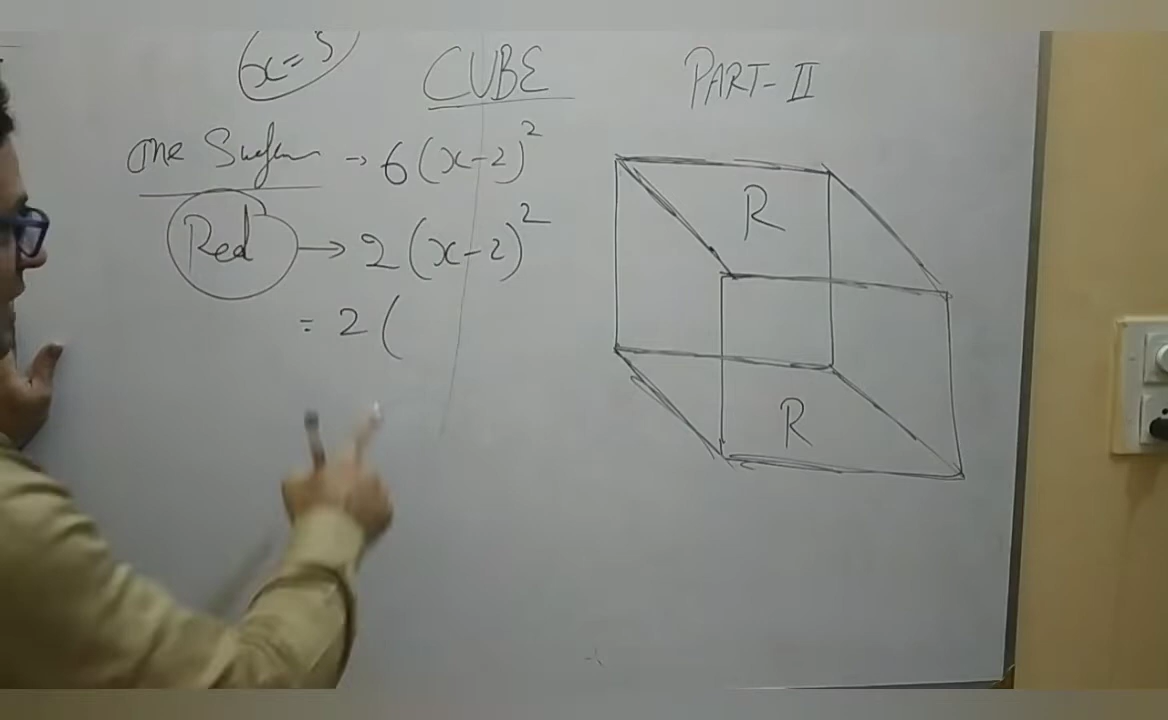 x=5
CUBE
PART-II
One Surface → 6(x-2)²
Red → 2(x-2)²
= 2(
R
R